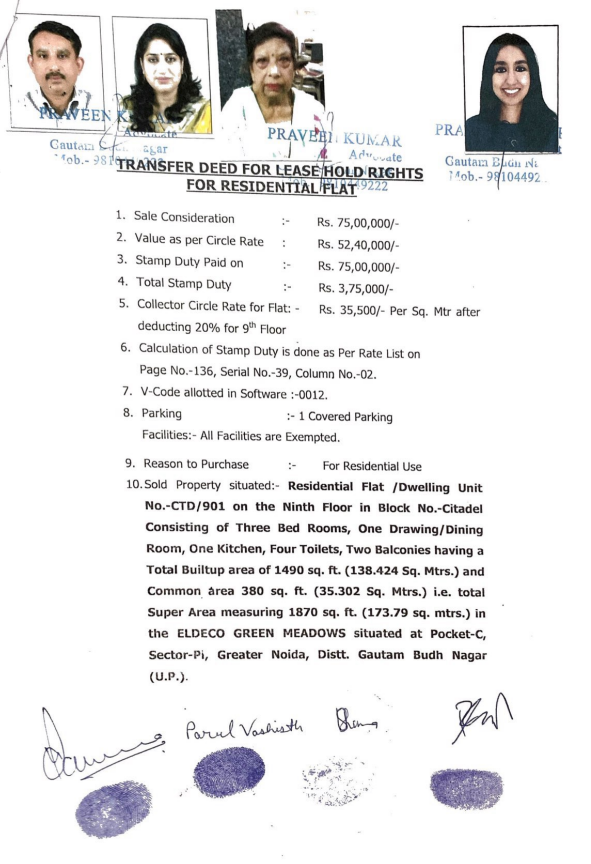 PRAVEEN KUMAR
Advocate
Gautam Budh Nagar
PRAVEEN KUMAR
Advocate
PRA
Gautam Budh Na
Mob.- 98104492
TRANSFER DEED FOR LEASE HOLD RIGHTS
FOR RESIDENTIAL FLAT
1. Sale Consideration :- Rs. 75,00,000/-
2. Value as per Circle Rate : Rs. 52,40,000/-
3. Stamp Duty Paid on :- Rs. 75,00,000/-
4. Total Stamp Duty :- Rs. 3,75,000/-
5. Collector Circle Rate for Flat: - Rs. 35,500/- Per Sq. Mtr after
deducting 20% for 9th Floor
6. Calculation of Stamp Duty is done as Per Rate List on
Page No.-136, Serial No.-39, Column No.-02.
7. V-Code allotted in Software :-0012.
8. Parking :- 1 Covered Parking
Facilities:- All Facilities are Exempted.
9. Reason to Purchase :- For Residential Use
10. Sold Property situated:- Residential Flat /Dwelling Unit
No.-CTD/901 on the Ninth Floor in Block No.-Citadel
Consisting of Three Bed Rooms, One Drawing/Dining
Room, One Kitchen, Four Toilets, Two Balconies having a
Total Builtup area of 1490 sq. ft. (138.424 Sq. Mtrs.) and
Common area 380 sq. ft. (35.302 Sq. Mtrs.) i.e. total
Super Area measuring 1870 sq. ft. (173.79 sq. mtrs.) in
the ELDECO GREEN MEADOWS situated at Pocket-C,
Sector-Pi, Greater Noida, Distt. Gautam Budh Nagar
(U.P.).
Parul Vashisth